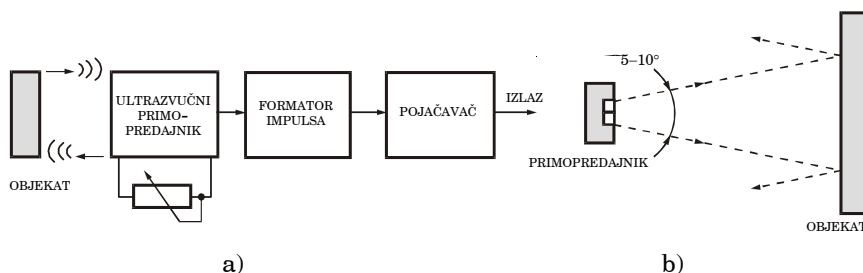 OBJEKAT
ULTRAZVUČNI
PRIMO-
PREDAJNIK
FORMATOR
IMPULSA
POJAČAVAČ
IZLAZ
a)
5–10°
PRIMOPREDAJNIK
OBJEKAT
b)